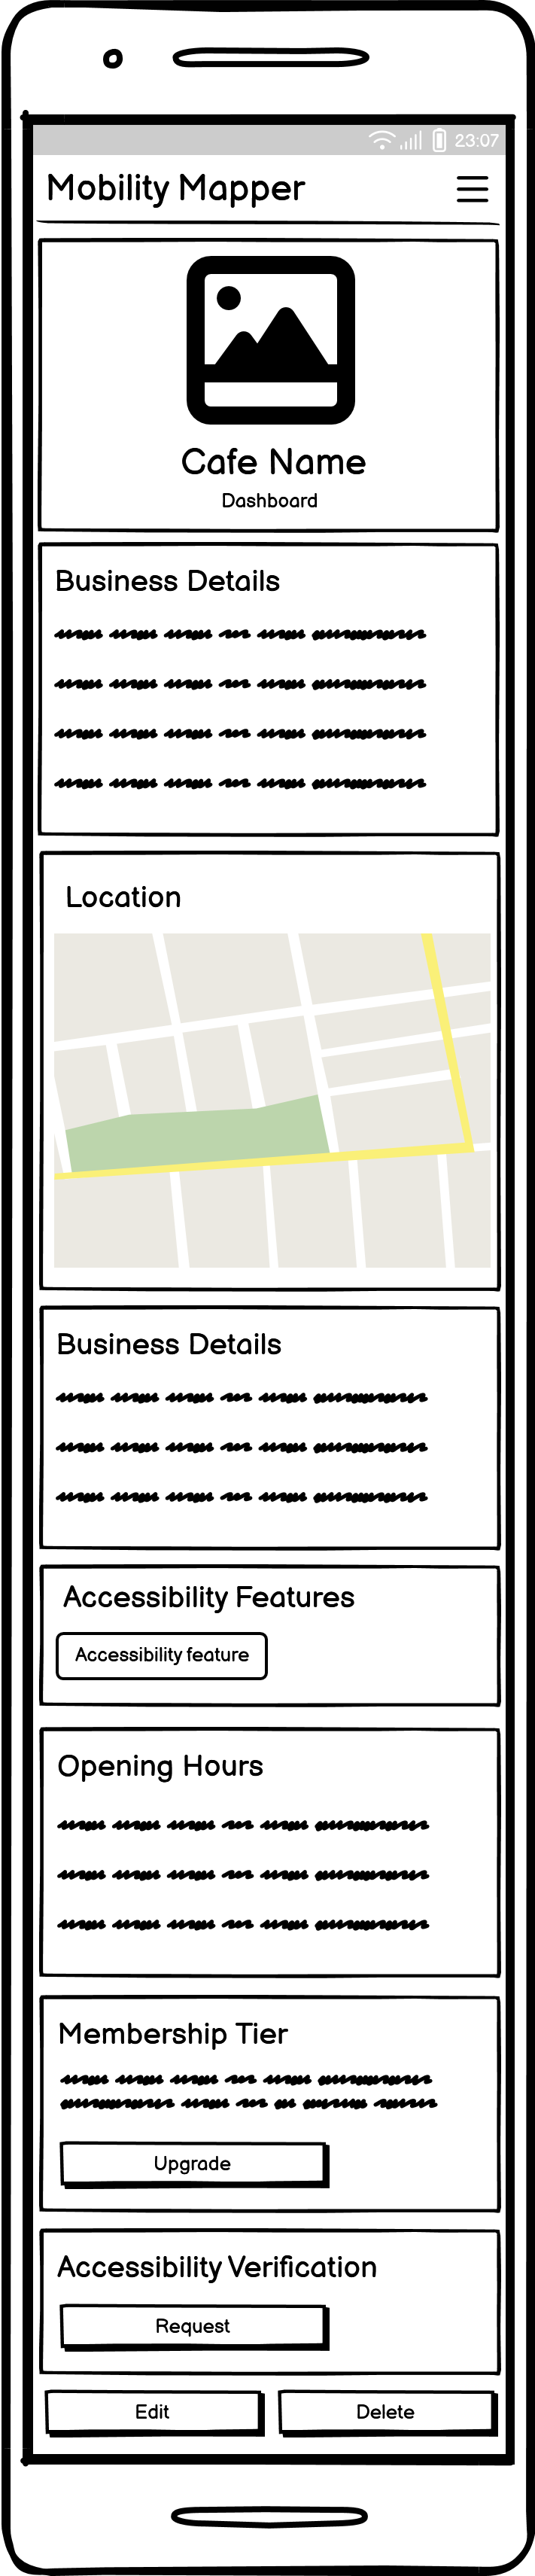 23:07
Mobility Mapper
Cafe Name
Dashboard
Business Details
Location
Business Details
Accessibility Features
Accessibility feature
Opening Hours
Membership Tier
Upgrade
Accessibility Verification
Request
Edit
Delete